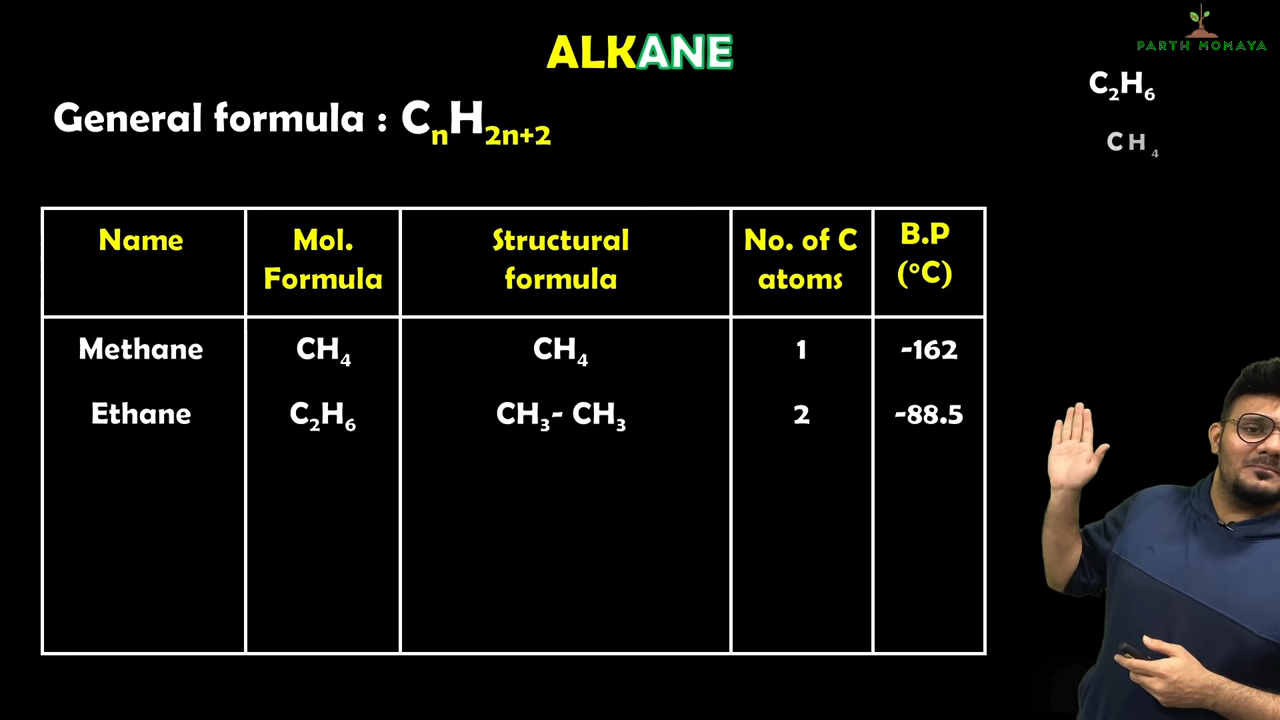 ALKANE
PARTH MOMAYA
General formula : CₙH₂ₙ₊₂
C₂H₆
CH₄
Name
Mol.
Formula
Structural
formula
No. of C
atoms
B.P
(°C)
Methane CH₄ CH₄ 1 -162
Ethane C₂H₆ CH₃- CH₃ 2 -88.5